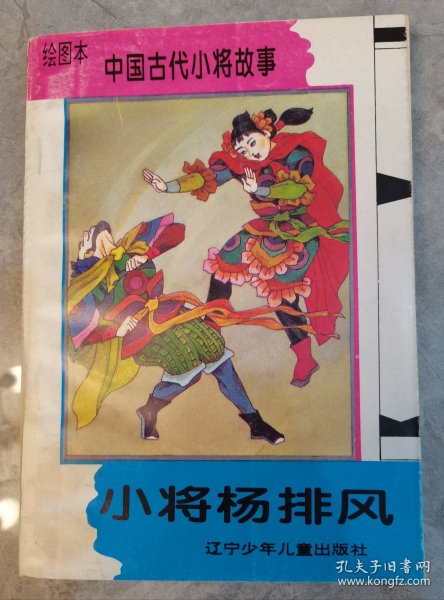 绘图本
中国古代小将故事
小将杨排风
辽宁少年儿童出版社
孔夫子旧书网
www.kongfz.com